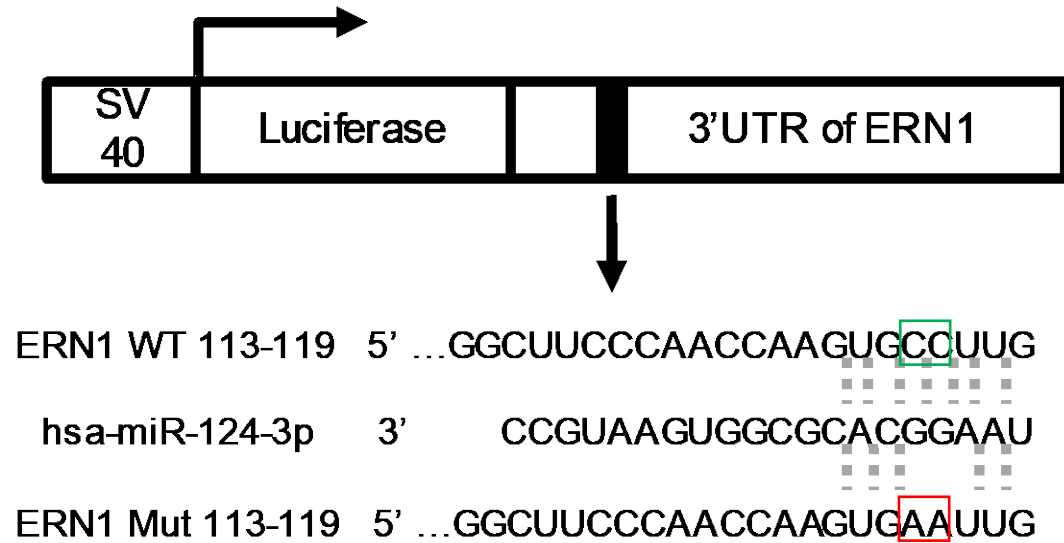 SV
40
Luciferase
3'UTR of ERN1
ERN1 WT 113-119 5' ...GGCUUCCCAACCAAGUGCCUUG
hsa-miR-124-3p 3' CCGUAAGUGGCGCACGGAAU
ERN1 Mut 113-119 5' ...GGCUUCCCAACCAAGUGAAUUG